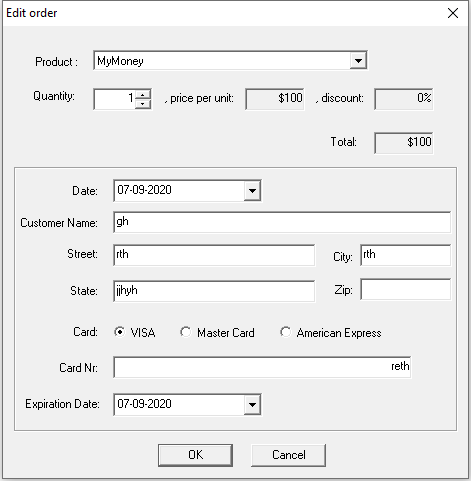 Edit order
Product : MyMoney
Quantity: 1 , price per unit: $100 , discount: 0%
Total: $100
Date: 07-09-2020
Customer Name: gh
Street: rth City: rth
State: jjhyh Zip:
Card: VISA Master Card American Express
Card Nr: reth
Expiration Date: 07-09-2020
OK Cancel